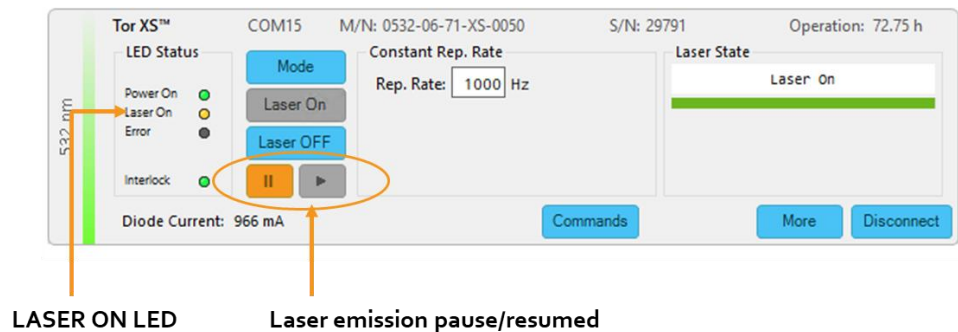 Tor XS™ COM15 M/N: 0532-06-71-XS-0050 S/N: 29791 Operation: 72.75 h
LED Status
Power On
Laser On
Error
Interlock
Mode
Laser On
Laser OFF
Constant Rep. Rate
Rep. Rate: 1000 Hz
Laser State
Laser On
532 nm
Diode Current: 966 mA
Commands
More
Disconnect
LASER ON LED
Laser emission pause/resumed